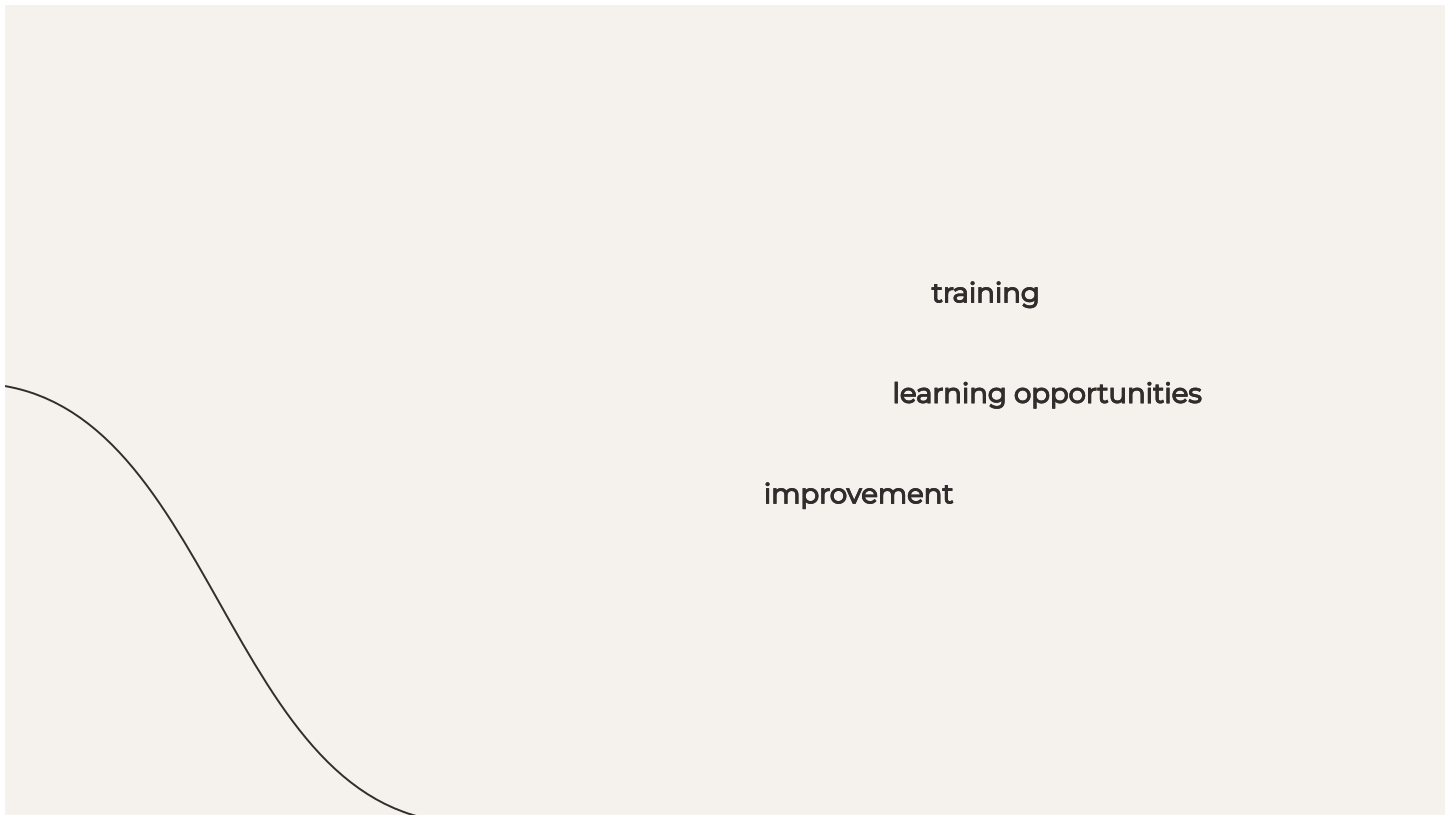 training
learning opportunities
improvement